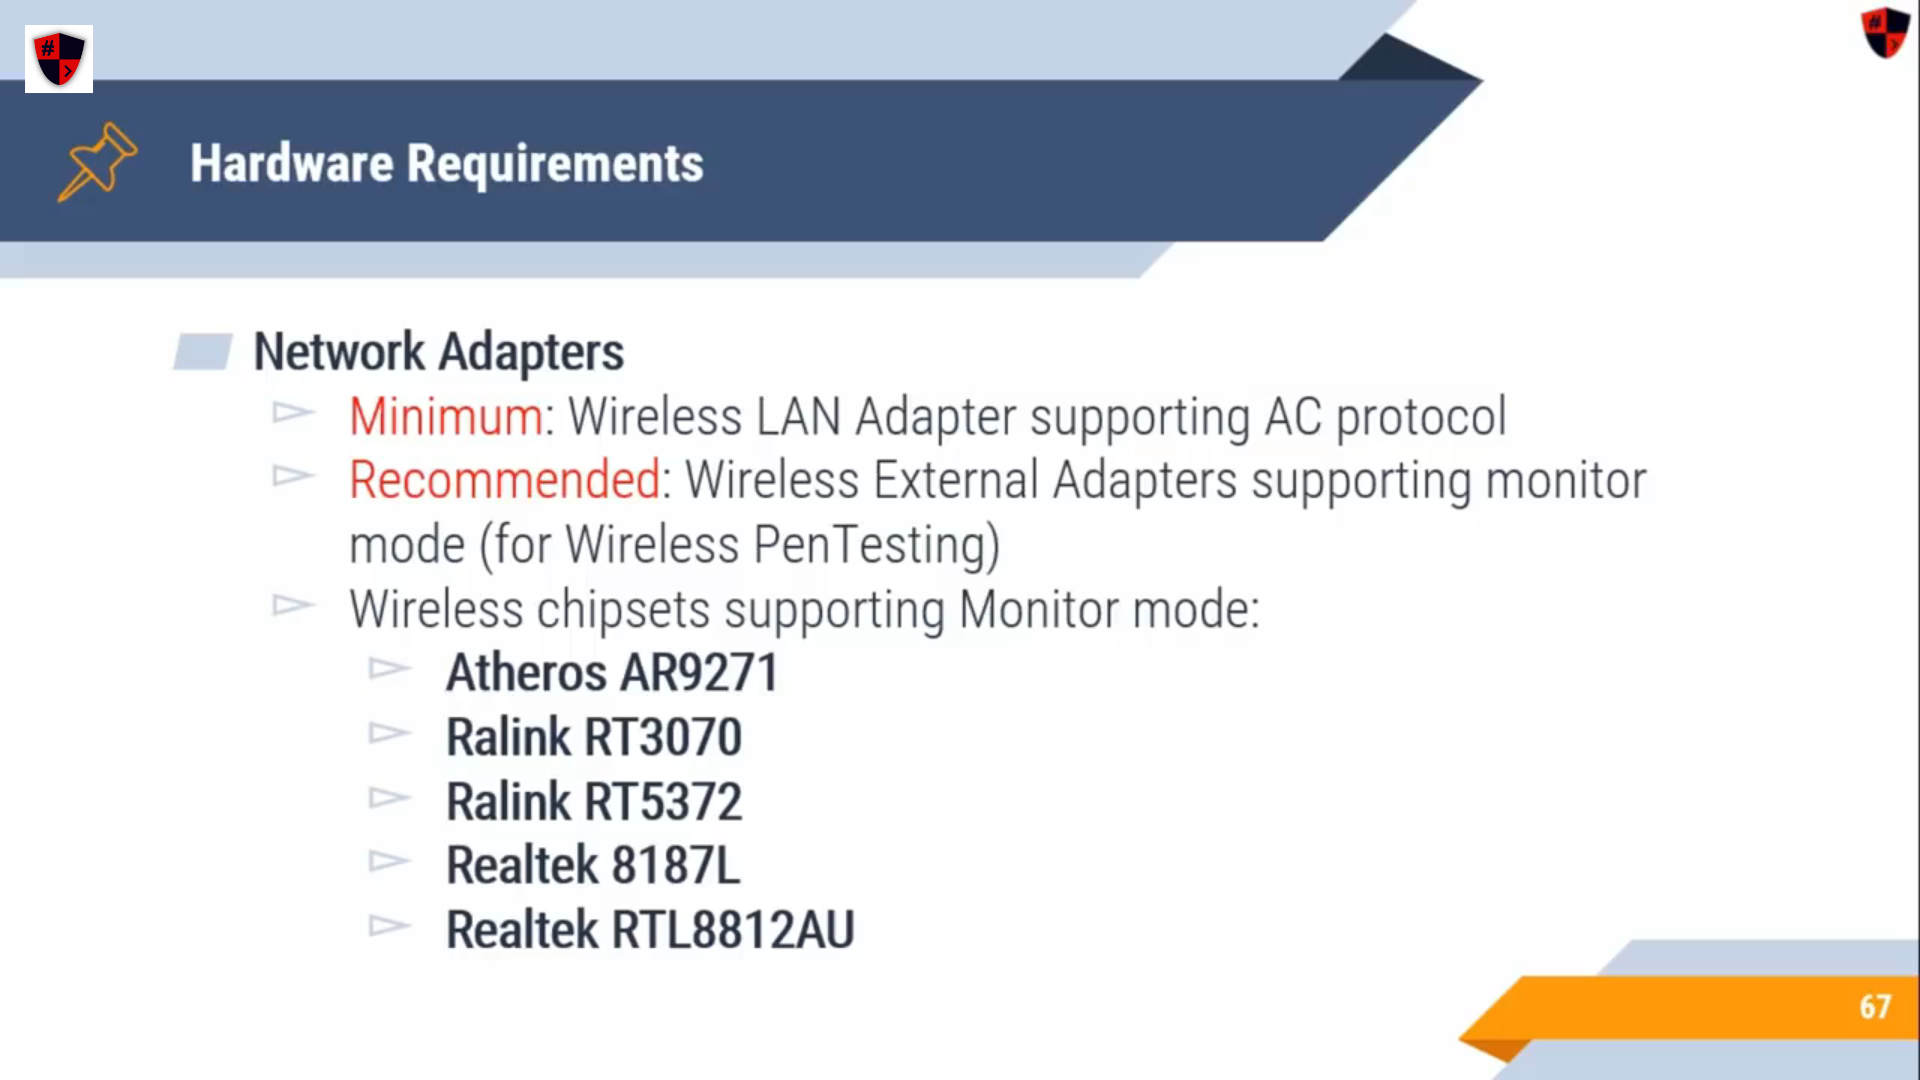 Hardware Requirements
Network Adapters
Minimum: Wireless LAN Adapter supporting AC protocol
Recommended: Wireless External Adapters supporting monitor
mode (for Wireless PenTesting)
Wireless chipsets supporting Monitor mode:
Atheros AR9271
Ralink RT3070
Ralink RT5372
Realtek 8187L
Realtek RTL8812AU
67